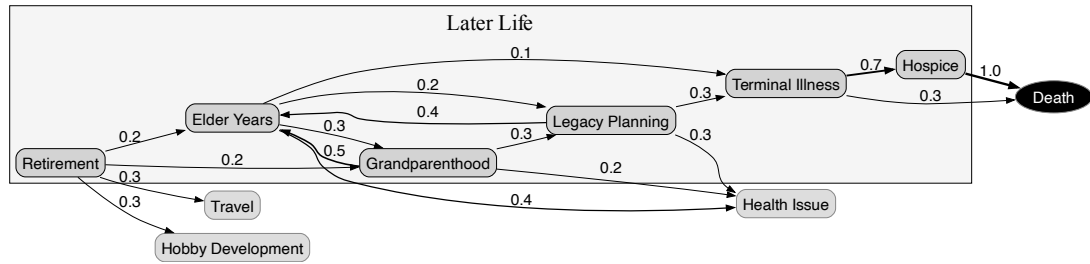 Later Life
0.1
0.7
Hospice
1.0
Terminal Illness
0.2
0.3
0.3
Death
Elder Years
0.4
Legacy Planning
0.2
0.3
0.3
0.3
Retirement
0.2
0.5
Grandparenthood
0.2
0.3
Travel
0.4
Health Issue
0.3
Hobby Development